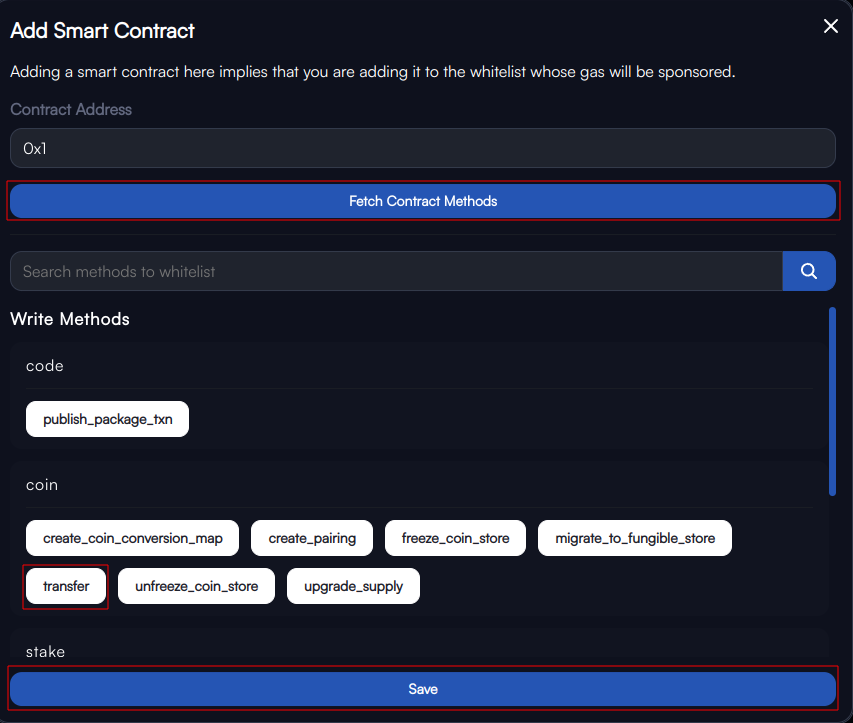 Add Smart Contract
Adding a smart contract here implies that you are adding it to the whitelist whose gas will be sponsored.
Contract Address
0x1
Fetch Contract Methods
Search methods to whitelist
Write Methods
code
publish_package_txn
coin
create_coin_conversion_map create_pairing freeze_coin_store migrate_to_fungible_store
transfer unfreeze_coin_store upgrade_supply
stake
Save